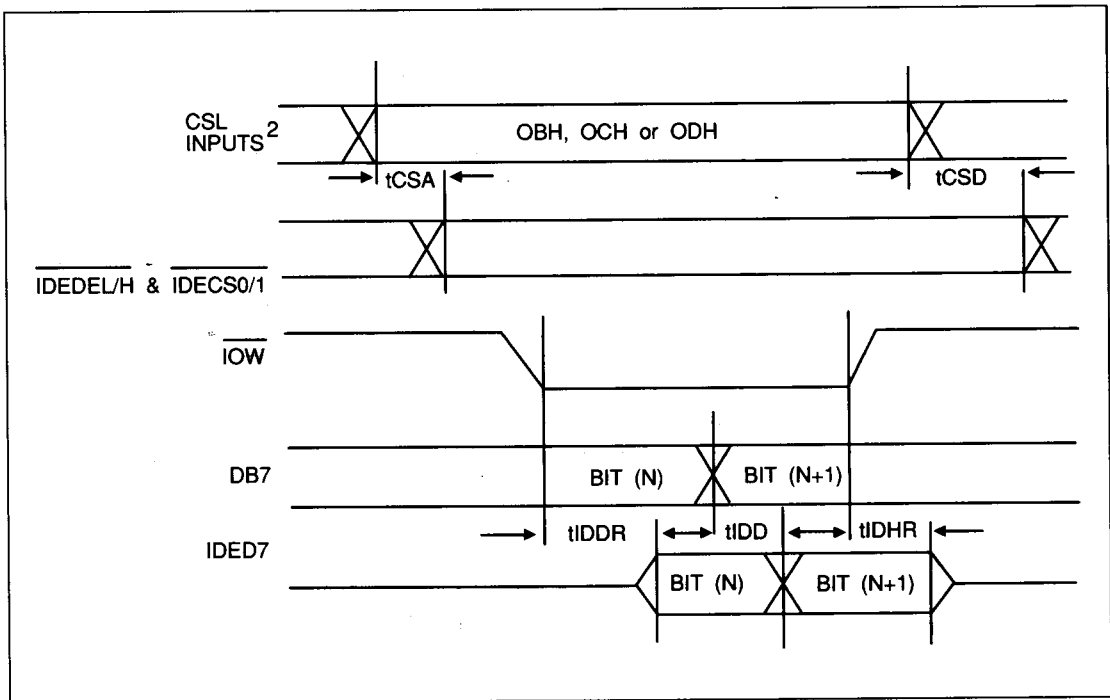 CSL
INPUTS 2
OBH, OCH or ODH
tCSA
tCSD
IDEDEL/H & IDECS0/1
IOW
DB7
BIT (N)
BIT (N+1)
tIDDR
tIDD
tIDHR
IDED7
BIT (N)
BIT (N+1)